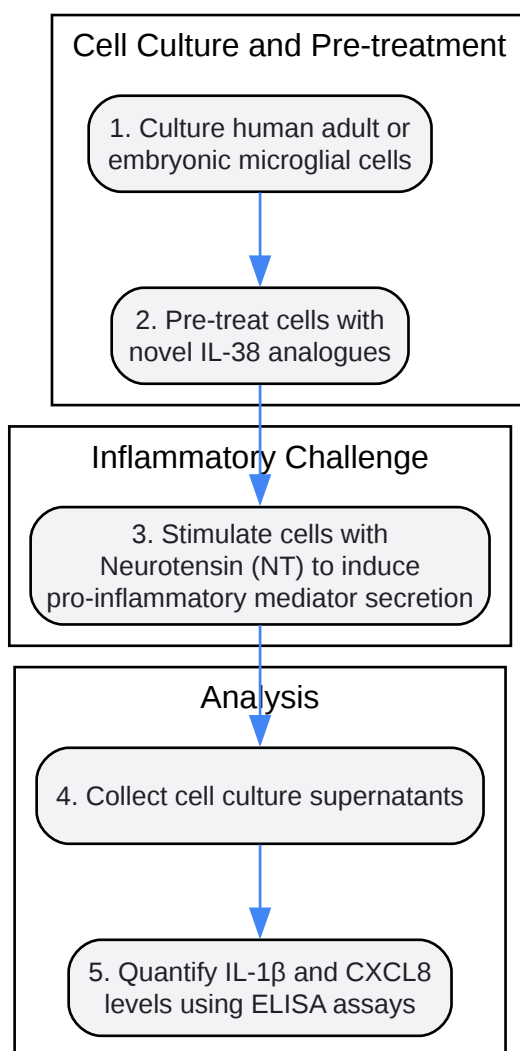 Cell Culture and Pre-treatment
1. Culture human adult or
embryonic microglial cells
2. Pre-treat cells with
novel IL-38 analogues
Inflammatory Challenge
3. Stimulate cells with
Neurotensin (NT) to induce
pro-inflammatory mediator secretion
Analysis
4. Collect cell culture supernatants
5. Quantify IL-1β and CXCL8
levels using ELISA assays